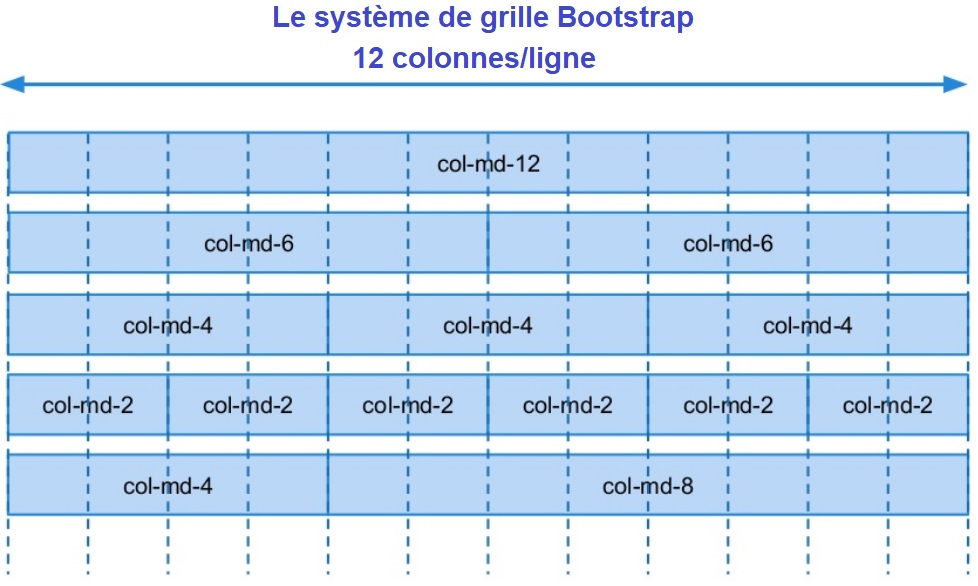 Le système de grille Bootstrap
12 colonnes/ligne
col-md-12
col-md-6 col-md-6
col-md-4 col-md-4 col-md-4
col-md-2 col-md-2 col-md-2 col-md-2 col-md-2 col-md-2
col-md-4 col-md-8